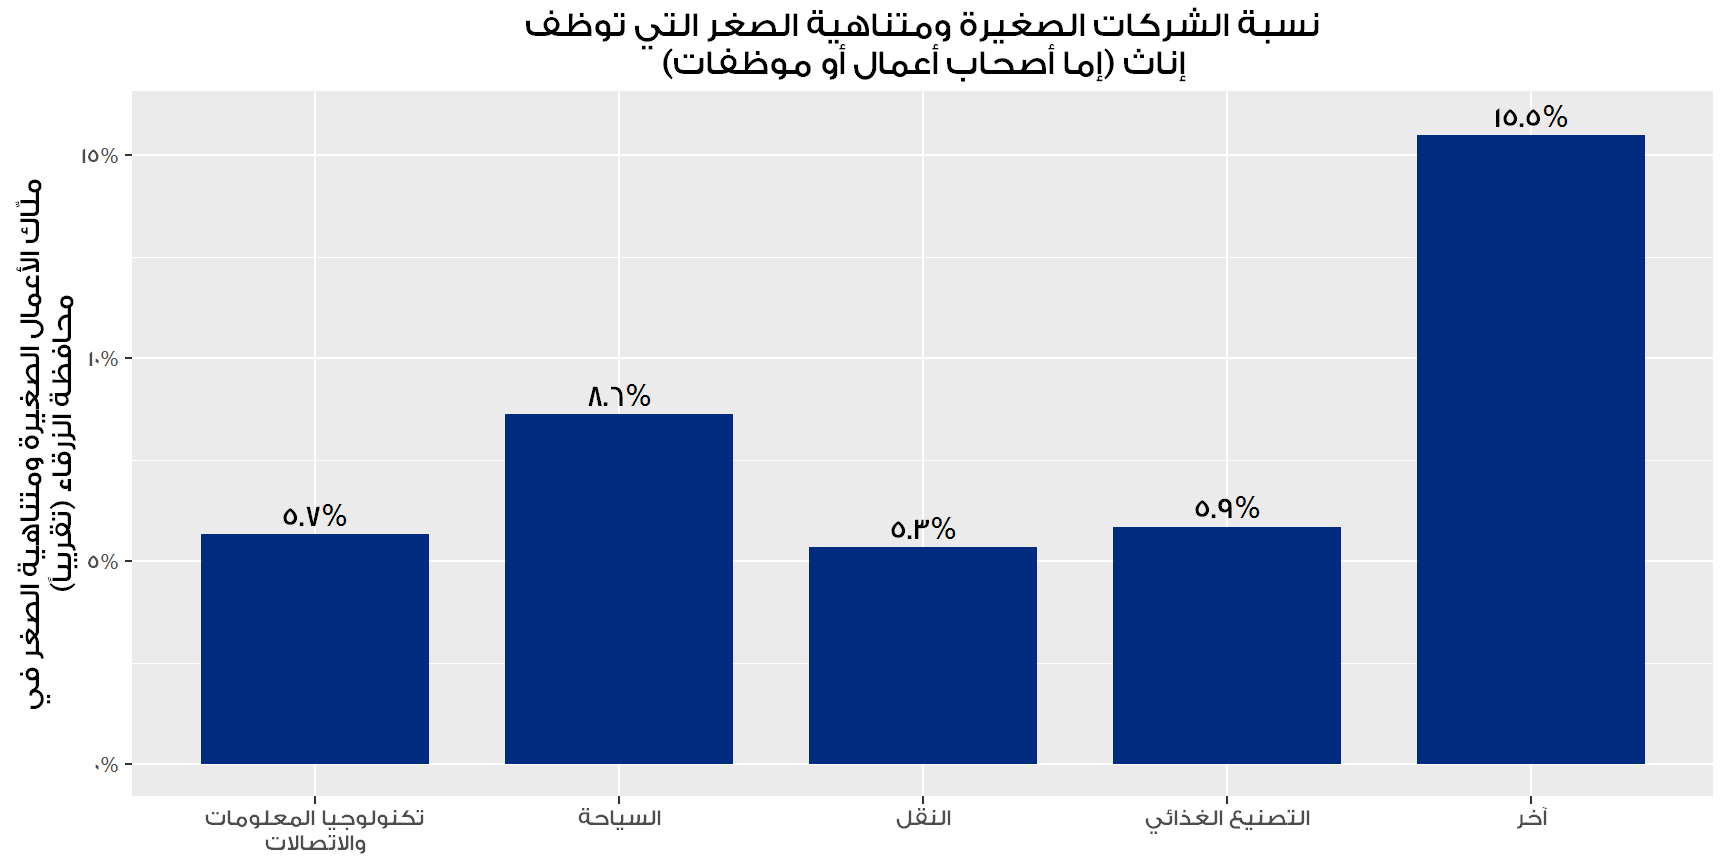 نسبة الشركات الصغيرة ومتناهية الصغر التي توظف
إناث (إما أصحاب أعمال أو موظفات)
ملّاك الأعمال الصغيرة ومتناهية الصغر في
محافظة الزرقاء (تقريباً)
١٥%
١٠%
٥%
٠%
٥.٧%
٨.٦%
٥.٣%
٥.٩%
١٥.٥%
تكنولوجيا المعلومات
والاتصالات
السياحة
النقل
التصنيع الغذائي
آخر